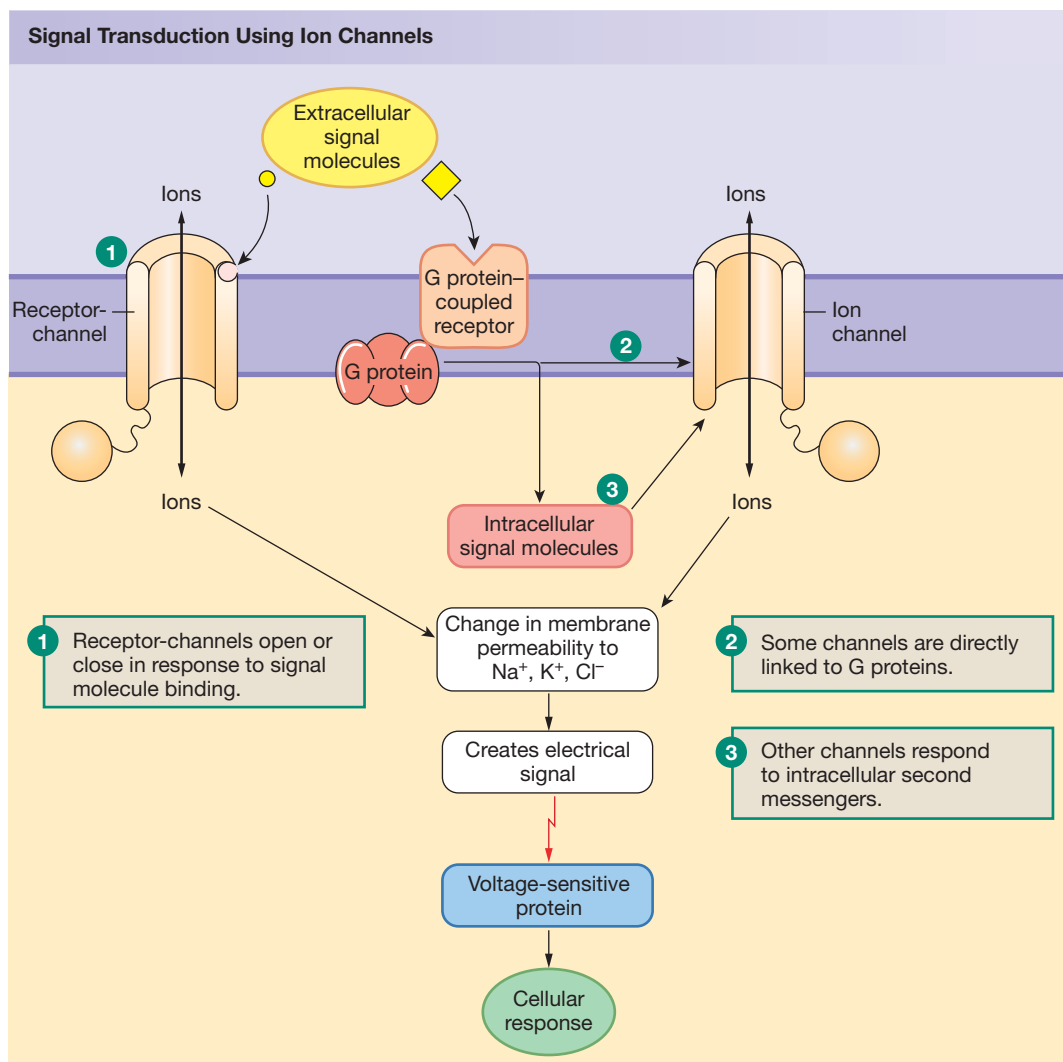 Signal Transduction Using Ion Channels
Extracellular
signal
molecules
Ions
Ions
1
G protein–
coupled
receptor
Receptor-
channel
Ion
channel
2
G protein
3
Ions
Ions
Intracellular
signal molecules
1
Receptor-channels open or
close in response to signal
molecule binding.
Change in membrane
permeability to
Na⁺, K⁺, Cl⁻
2
Some channels are directly
linked to G proteins.
Creates electrical
signal
3
Other channels respond
to intracellular second
messengers.
Voltage-sensitive
protein
Cellular
response